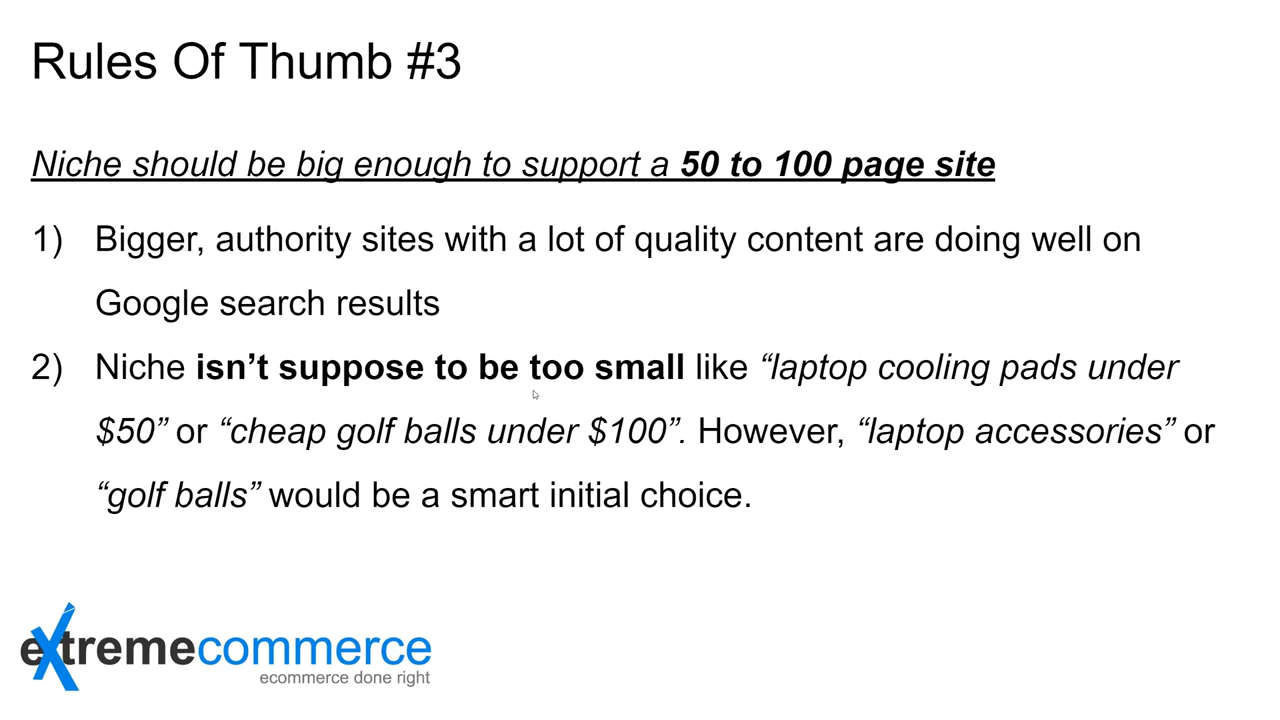 Rules Of Thumb #3
Niche should be big enough to support a 50 to 100 page site
1) Bigger, authority sites with a lot of quality content are doing well on
Google search results
2) Niche isn’t suppose to be too small like “laptop cooling pads under
$50” or “cheap golf balls under $100”. However, “laptop accessories” or
“golf balls” would be a smart initial choice.
extremecommerce
ecommerce done right